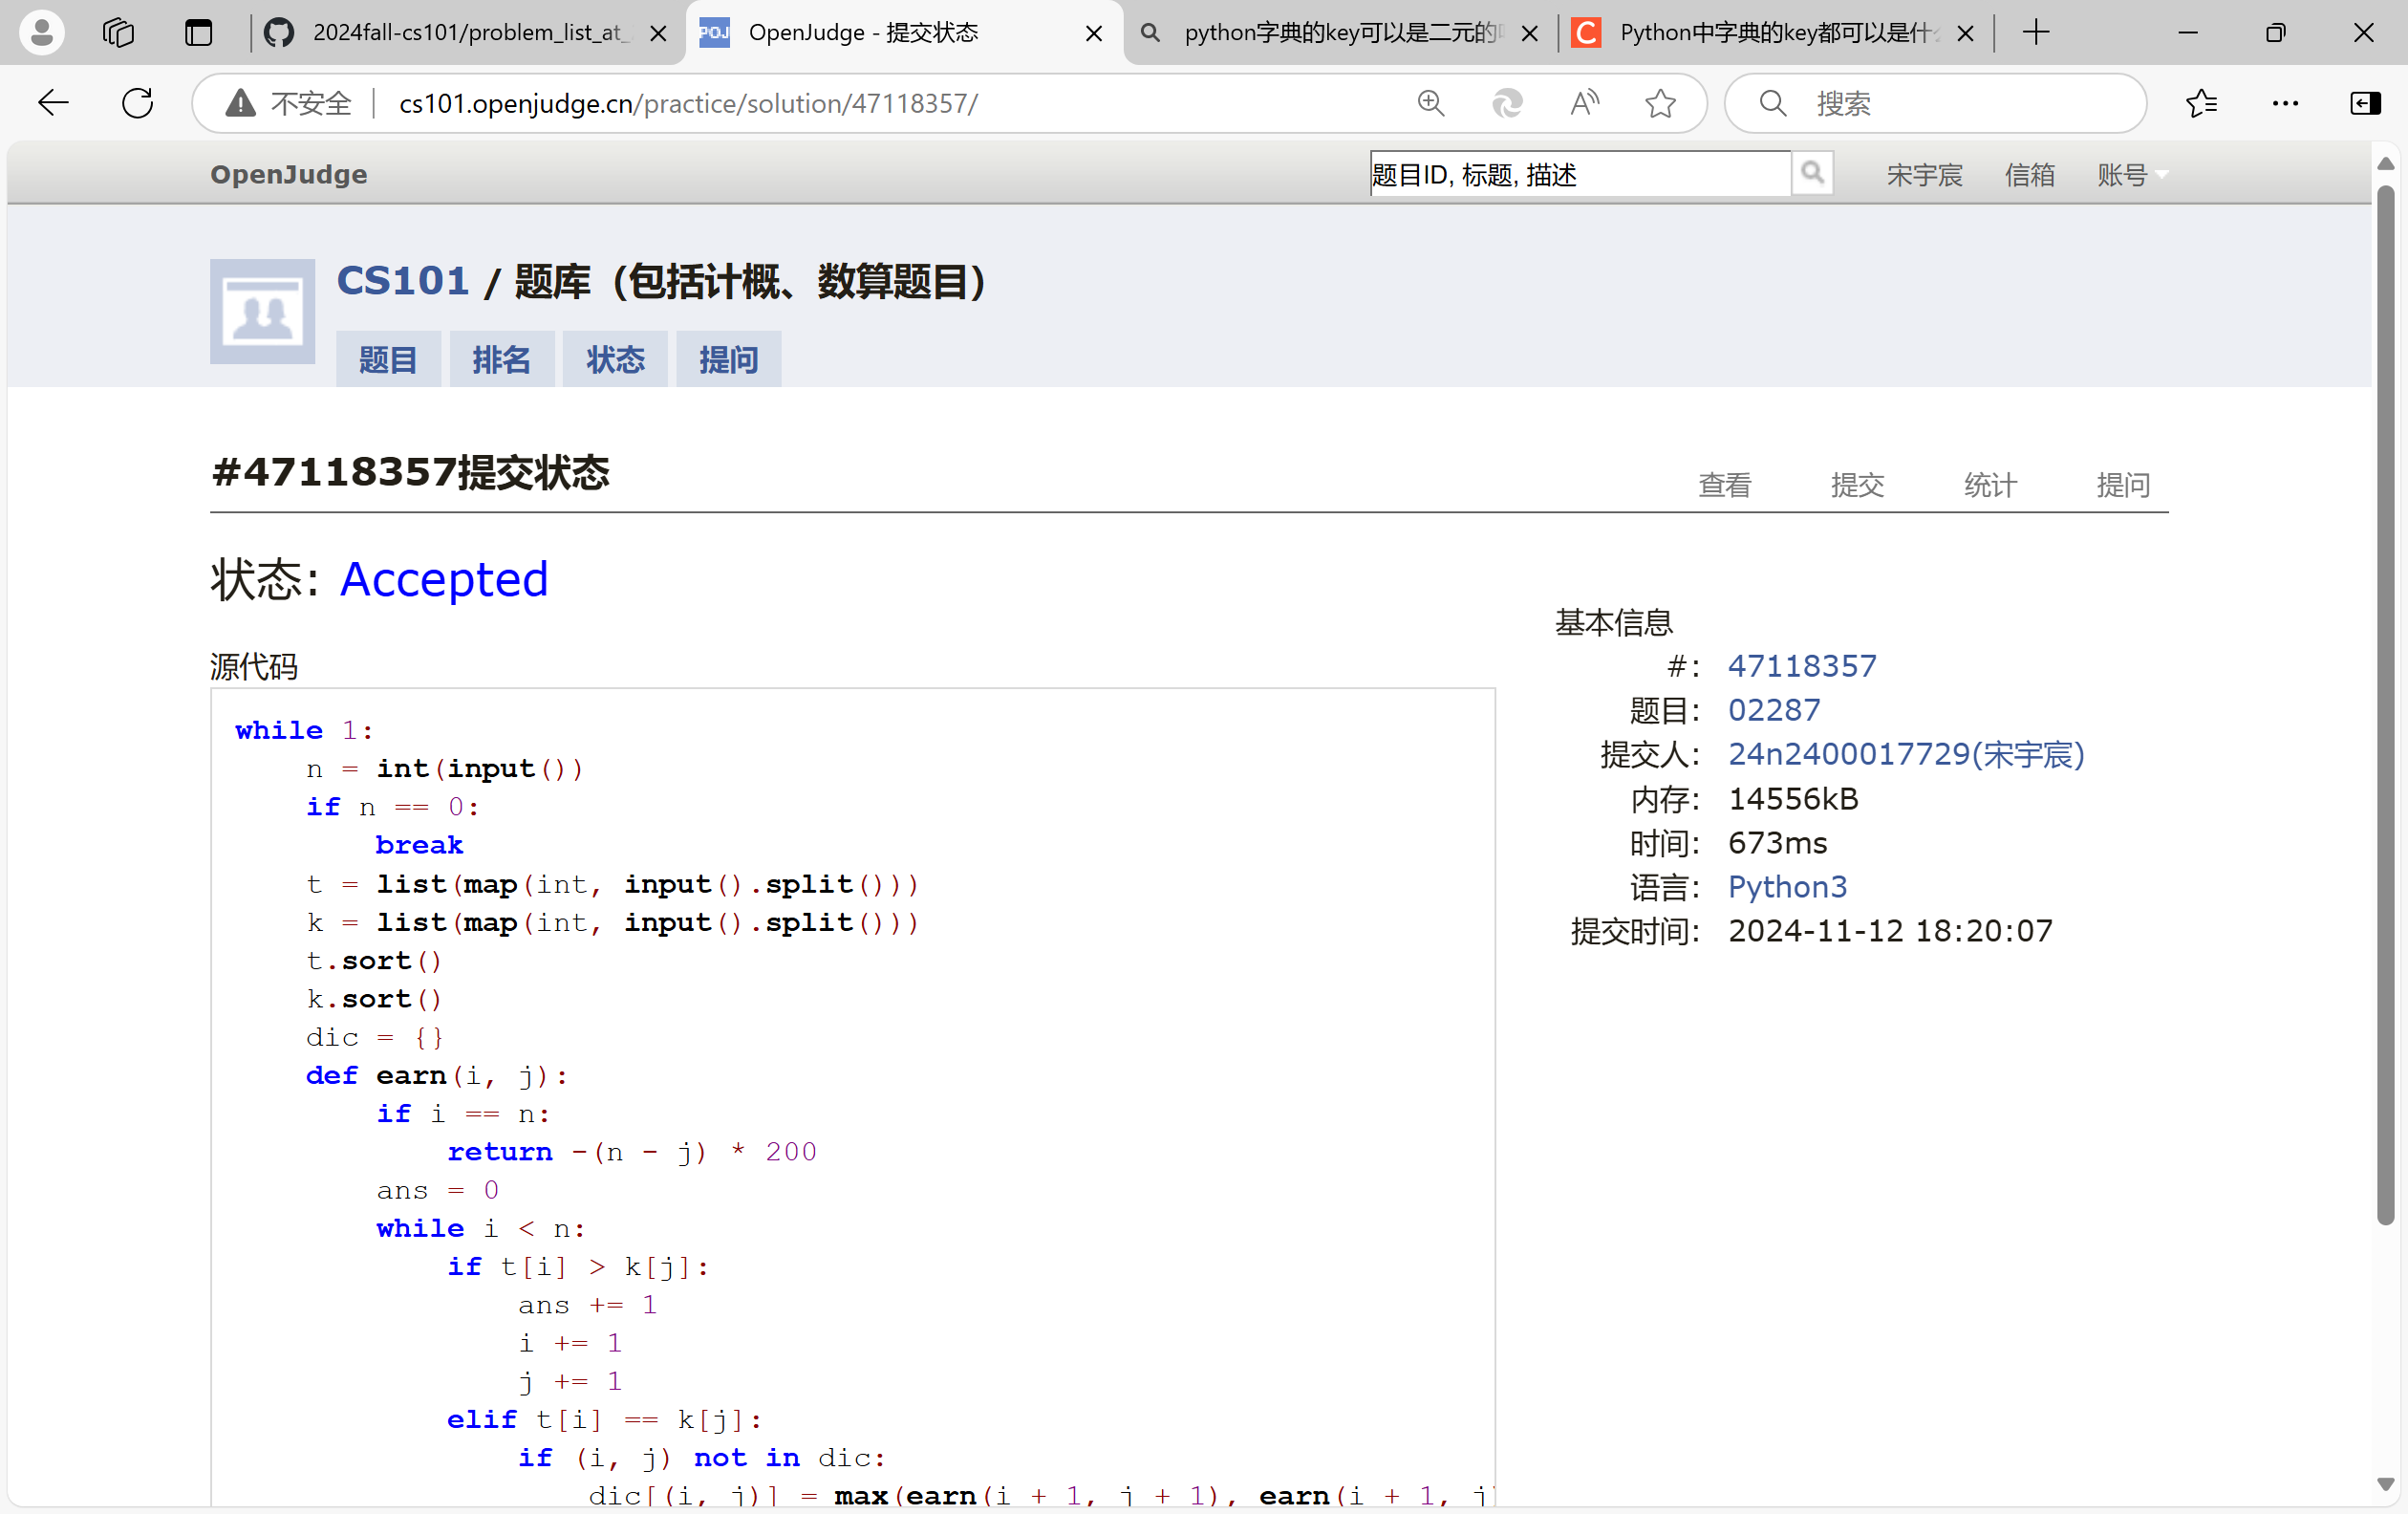 2024fall-cs101/problem_list_at_
OpenJudge - 提交状态
python字典的key可以是二元的
Python中字典的key都可以是什
不安全
cs101.openjudge.cn/practice/solution/47118357/
搜索
OpenJudge
题目ID, 标题, 描述
宋宇宸 信箱 账号
CS101 / 题库（包括计概、数算题目）
题目 排名 状态 提问
#47118357提交状态
查看 提交 统计 提问
状态: Accepted
源代码
while 1:
    n = int(input())
    if n == 0:
        break
    t = list(map(int, input().split()))
    k = list(map(int, input().split()))
    t.sort()
    k.sort()
    dic = {}
    def earn(i, j):
        if i == n:
            return -(n - j) * 200
        ans = 0
        while i < n:
            if t[i] > k[j]:
                ans += 1
                i += 1
                j += 1
            elif t[i] == k[j]:
                if (i, j) not in dic:
                    dic[(i, j)] = max(earn(i + 1, j + 1), earn(i + 1, j
基本信息
#: 47118357
题目: 02287
提交人: 24n2400017729(宋宇宸)
内存: 14556kB
时间: 673ms
语言: Python3
提交时间: 2024-11-12 18:20:07